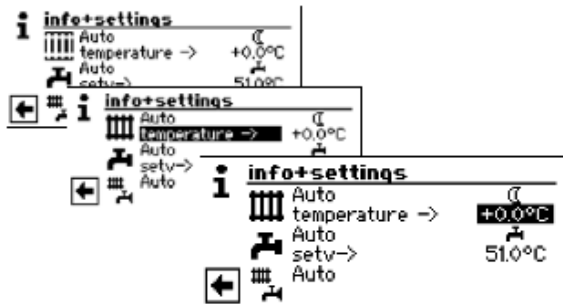 info+settings
Auto
temperature -> +0.0°C
Auto
setv-> 51.0°C
info+settings
Auto
temperature -> +0.0°C
Auto
setv->
Auto
info+settings
Auto
temperature -> +0.0°C
Auto
setv-> 51.0°C
Auto